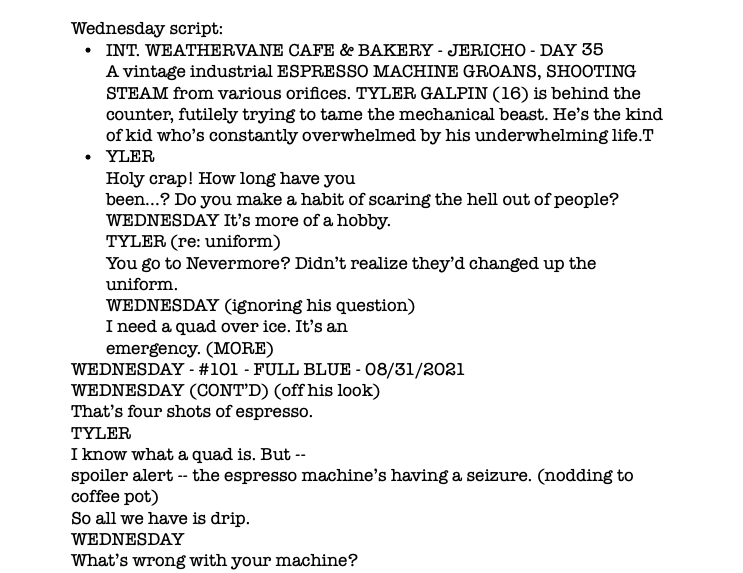 Wednesday script:
• INT. WEATHERVANE CAFE & BAKERY - JERICHO - DAY 35
A vintage industrial ESPRESSO MACHINE GROANS, SHOOTING
STEAM from various orifices. TYLER GALPIN (16) is behind the
counter, futilely trying to tame the mechanical beast. He's the kind
of kid who's constantly overwhelmed by his underwhelming life.T
• YLER
Holy crap! How long have you
been...? Do you make a habit of scaring the hell out of people?
WEDNESDAY It's more of a hobby.
TYLER (re: uniform)
You go to Nevermore? Didn't realize they'd changed up the
uniform.
WEDNESDAY (ignoring his question)
I need a quad over ice. It's an
emergency. (MORE)
WEDNESDAY - #101 - FULL BLUE - 08/31/2021
WEDNESDAY (CONT'D) (off his look)
That's four shots of espresso.
TYLER
I know what a quad is. But --
spoiler alert -- the espresso machine's having a seizure. (nodding to
coffee pot)
So all we have is drip.
WEDNESDAY
What's wrong with your machine?